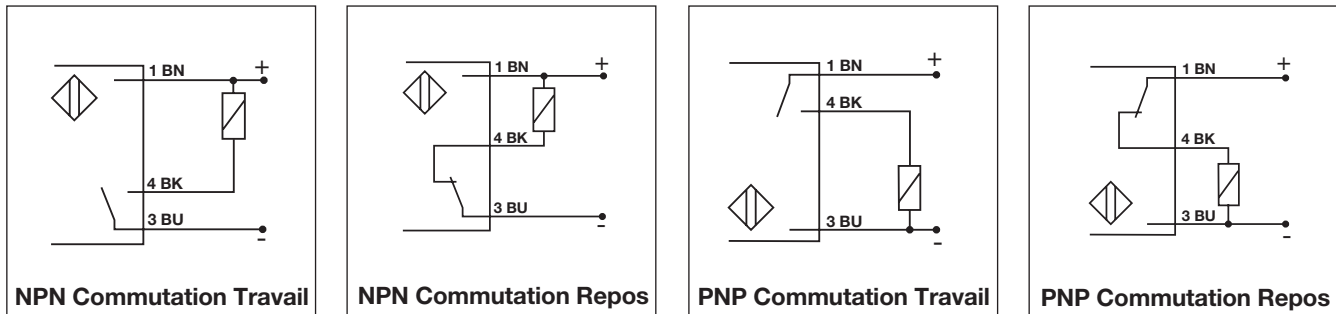 1 BN
+
4 BK
3 BU
-
NPN Commutation Travail
1 BN
+
4 BK
3 BU
-
NPN Commutation Repos
1 BN
+
4 BK
3 BU
-
PNP Commutation Travail
1 BN
+
4 BK
3 BU
-
PNP Commutation Repos